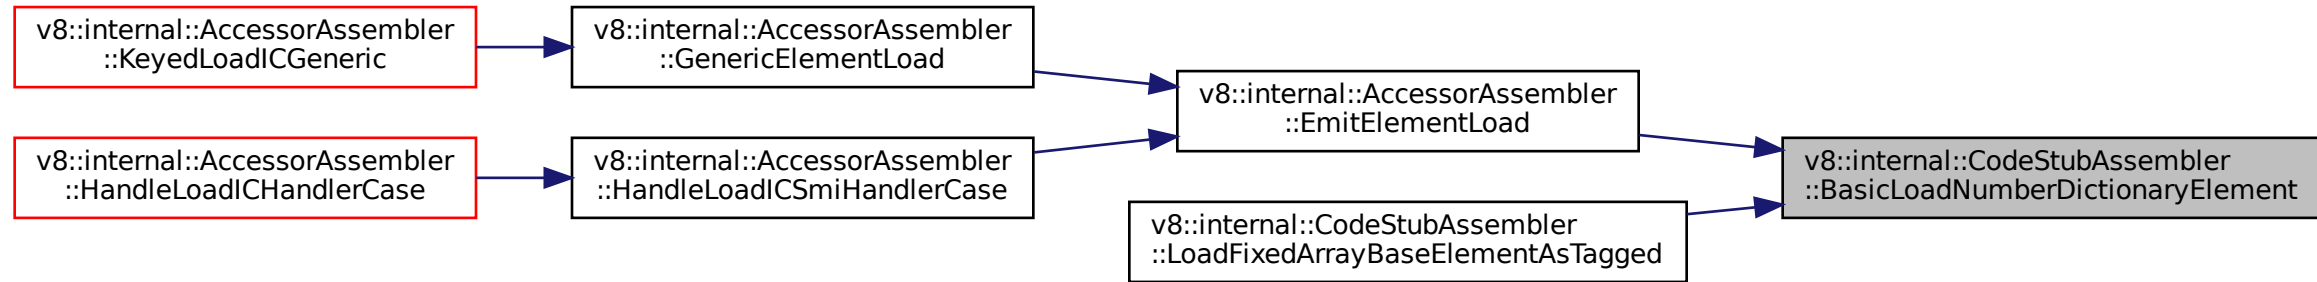 v8::internal::AccessorAssembler
::KeyedLoadICGeneric
v8::internal::AccessorAssembler
::GenericElementLoad
v8::internal::AccessorAssembler
::EmitElementLoad
v8::internal::AccessorAssembler
::HandleLoadICHandlerCase
v8::internal::AccessorAssembler
::HandleLoadICSmiHandlerCase
v8::internal::CodeStubAssembler
::BasicLoadNumberDictionaryElement
v8::internal::CodeStubAssembler
::LoadFixedArrayBaseElementAsTagged